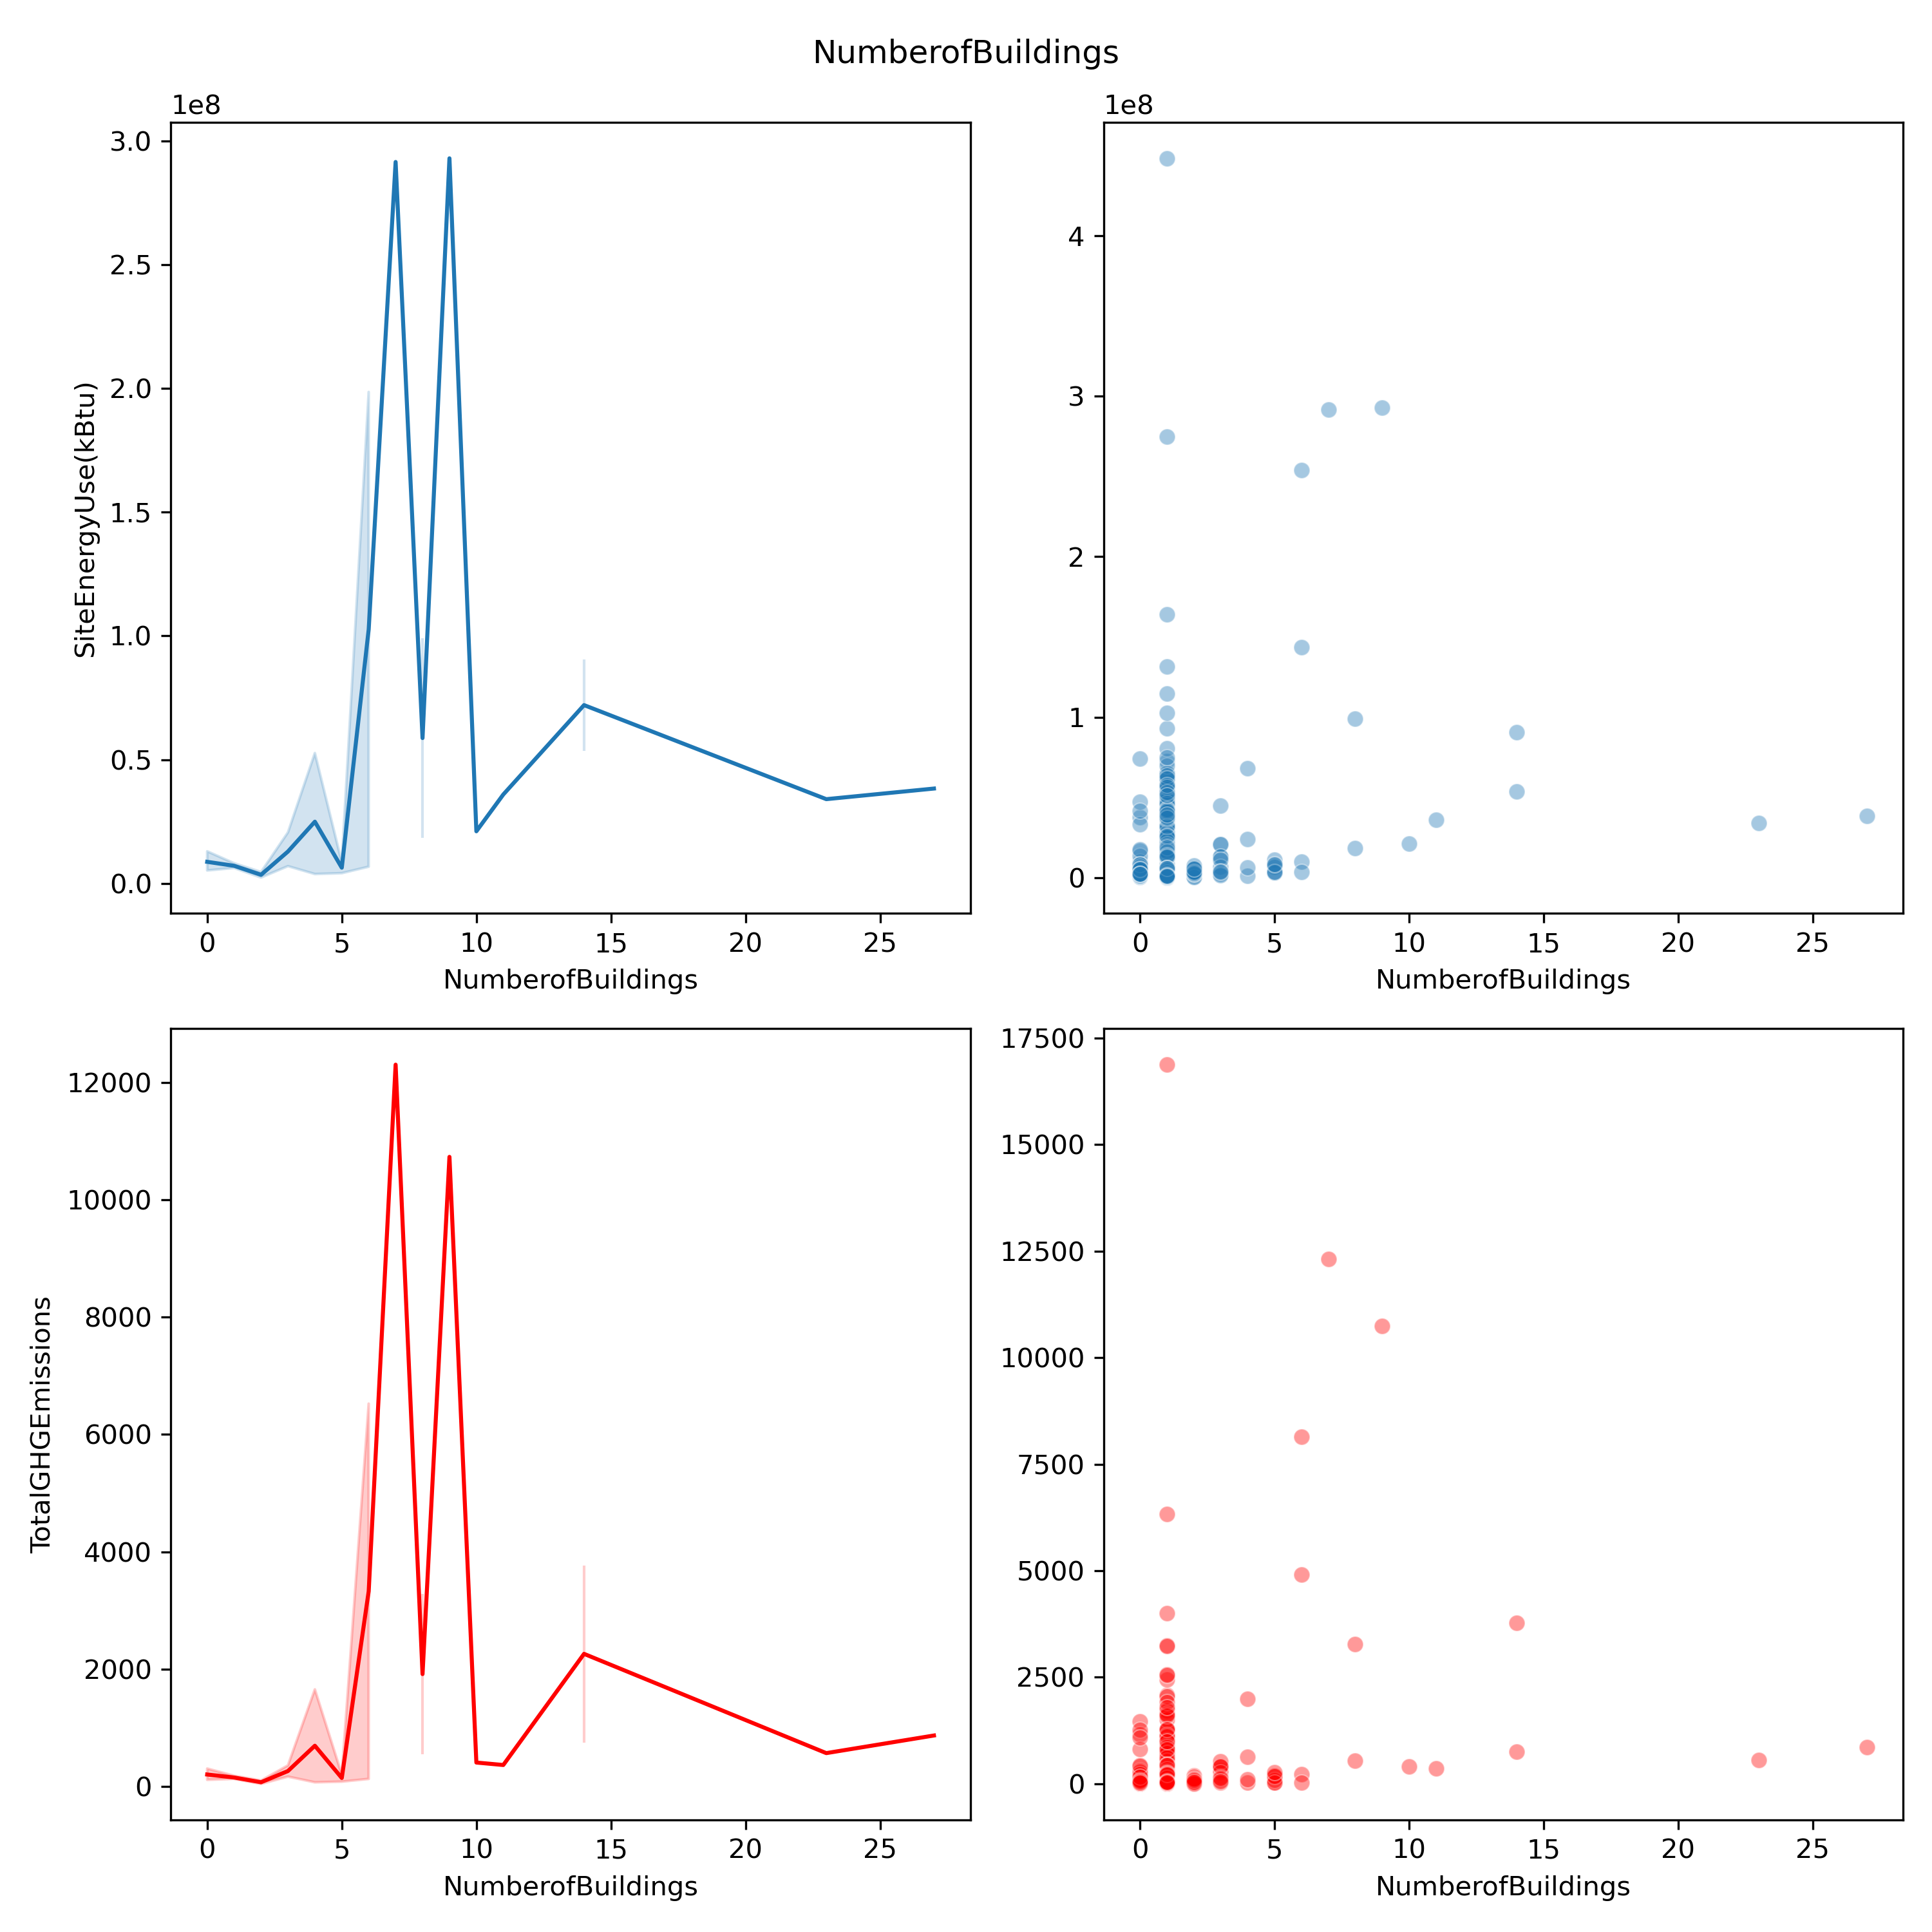 NumberofBuildings
1e8
3.0
2.5
2.0
1.5
1.0
0.5
0.0
SiteEnergyUse(kBtu)
0 5 10 15 20 25
NumberofBuildings
1e8
4
3
2
1
0
0 5 10 15 20 25
NumberofBuildings
12000
10000
8000
6000
4000
2000
0
TotalGHGEmissions
0 5 10 15 20 25
NumberofBuildings
17500
15000
12500
10000
7500
5000
2500
0
0 5 10 15 20 25
NumberofBuildings